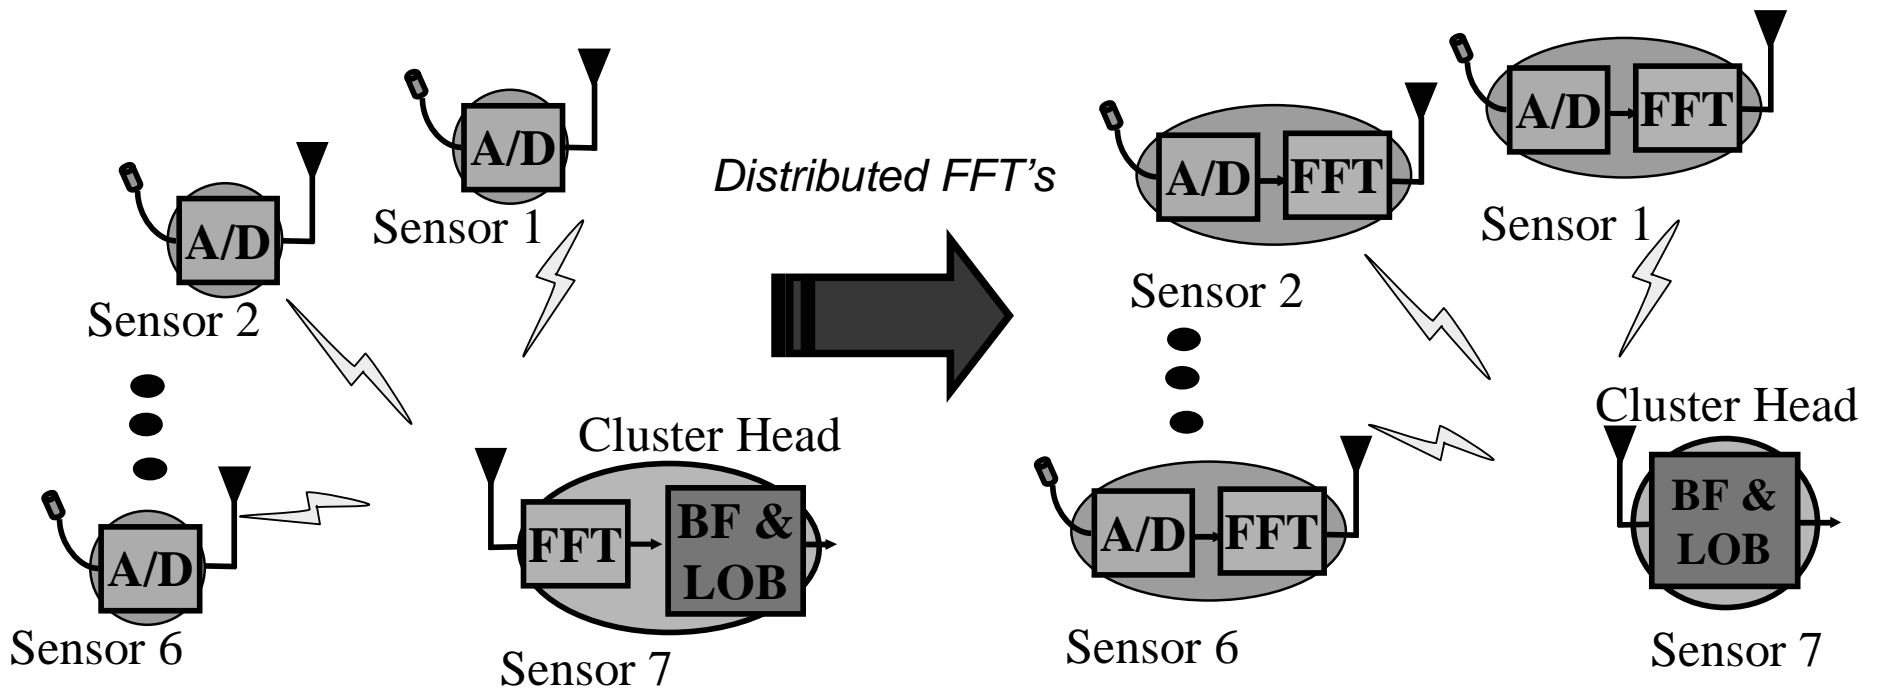 A/D
Sensor 1
A/D
Sensor 2
A/D
Sensor 6
Cluster Head
FFT
BF &
LOB
Sensor 7
Distributed FFT's
A/D
FFT
Sensor 1
A/D
FFT
Sensor 2
A/D
FFT
Sensor 6
Cluster Head
BF &
LOB
Sensor 7